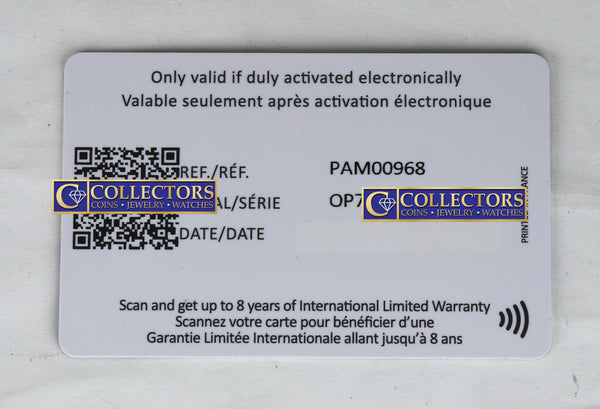 Only valid if duly activated electronically
Valable seulement après activation électronique
REF./RÉF. PAM00968
COLLECTORS
COINS • JEWELRY • WATCHES
AL/SÉRIE OP7
COLLECTORS
COINS • JEWELRY • WATCHES
DATE/DATE
Scan and get up to 8 years of International Limited Warranty
Scannez votre carte pour bénéficier d'une
Garantie Limitée Internationale allant jusqu'à 8 ans